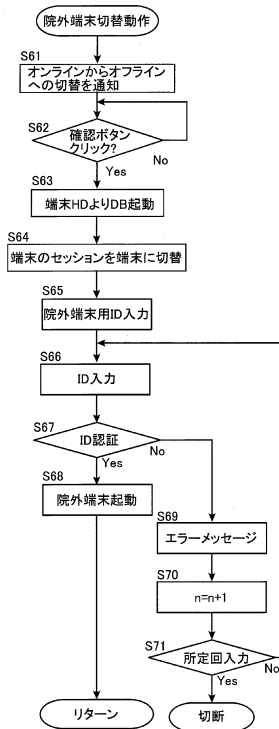 院外端末切替動作
S61
オンラインからオフライン
への切替を通知
S62
確認ボタン
クリック?
No
Yes
S63
端末HDよりDB起動
S64
端末のセッションを端末に切替
S65
院外端末用ID入力
S66
ID入力
S67
ID認証
No
Yes
S68
院外端末起動
S69
エラーメッセージ
S70
n=n+1
S71
所定回入力
No
Yes
リターン
切断